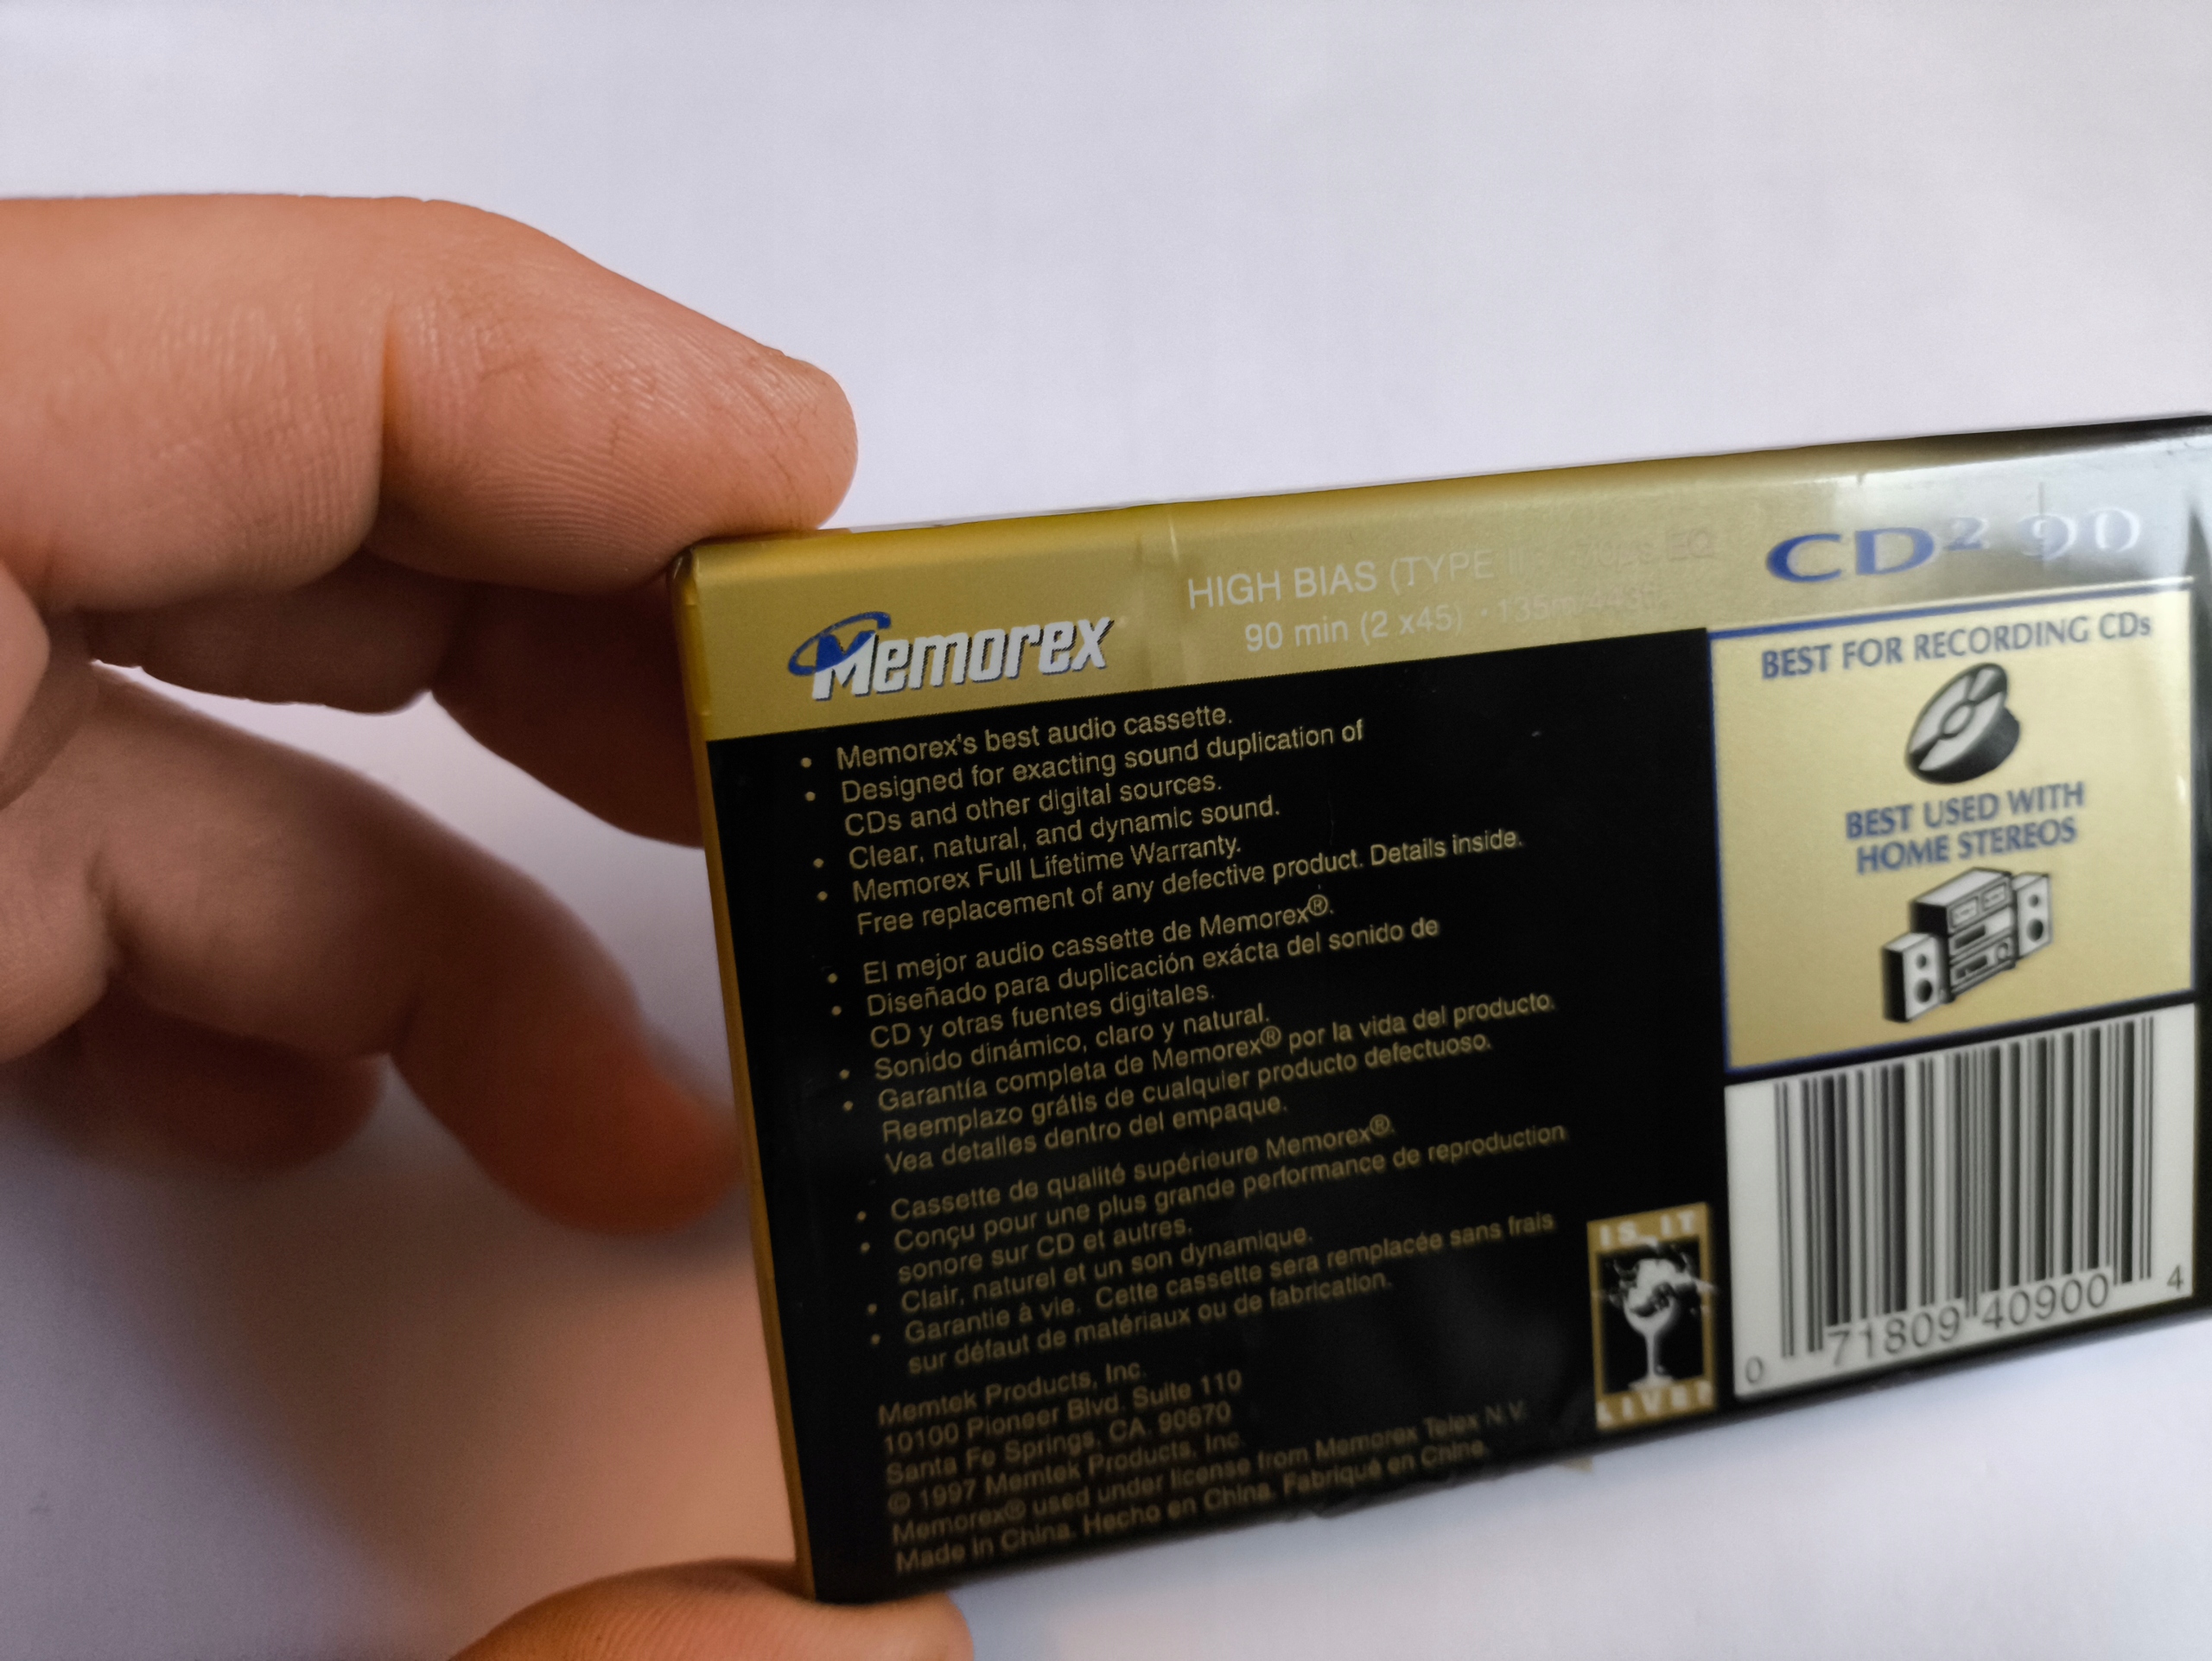 Memorex
HIGH BIAS (TYPE II) 70µs EQ
90 min (2 x45) • 135m/443ft.
CD² 90
• Memorex's best audio cassette.
• Designed for exacting sound duplication of
CDs and other digital sources.
• Clear, natural, and dynamic sound.
• Memorex Full Lifetime Warranty.
Free replacement of any defective product. Details inside.
• El mejor audio cassette de Memorex®.
• Diseñado para duplicación exácta del sonido de
CD y otras fuentes digitales.
• Sonido dinámico, claro y natural.
• Garantía completa de Memorex® por la vida del producto.
Reemplazo grátis de cualquier producto defectuoso.
Vea detalles dentro del empaque.
• Cassette de qualité supérieure Memorex®.
• Conçu pour une plus grande performance de reproduction
sonore sur CD et autres.
• Clair, naturel et un son dynamique.
• Garantie à vie. Cette cassette sera remplacée sans frais
sur défaut de matériaux ou de fabrication.
Memtek Products, Inc.
10100 Pioneer Blvd. Suite 110
Santa Fe Springs, CA. 90670
© 1997 Memtek Products, Inc.
Memorex® used under license from Memorex Telex N.V.
Made in China. Hecho en China. Fabriqué en Chine.
IS IT
LIVE?
BEST FOR RECORDING CDs
BEST USED WITH
HOME STEREOS
0 71809 40900 4